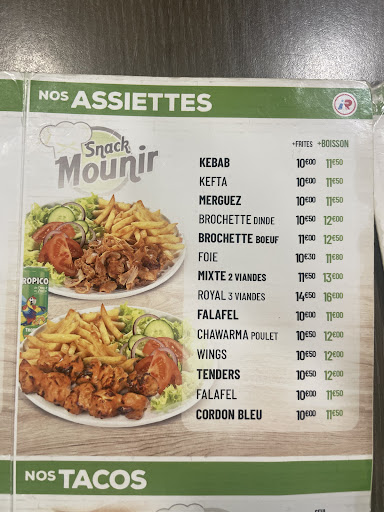 NOS ASSIETTES
Snack
Mounir
+FRITES +BOISSON
KEBAB 10€00 11€50
KEFTA 10€00 11€50
MERGUEZ 10€00 11€50
BROCHETTE DINDE 10€50 12€00
BROCHETTE BOEUF 11€00 12€50
FOIE 10€30 11€80
MIXTE 2 VIANDES 11€50 13€00
ROYAL 3 VIANDES 14€50 16€00
FALAFEL 10€00 11€00
CHAWARMA POULET 10€50 12€00
WINGS 10€50 12€00
TENDERS 10€50 12€00
FALAFEL 10€00 11€50
CORDON BLEU 10€00 11€50
ROPICO
NOS TACOS